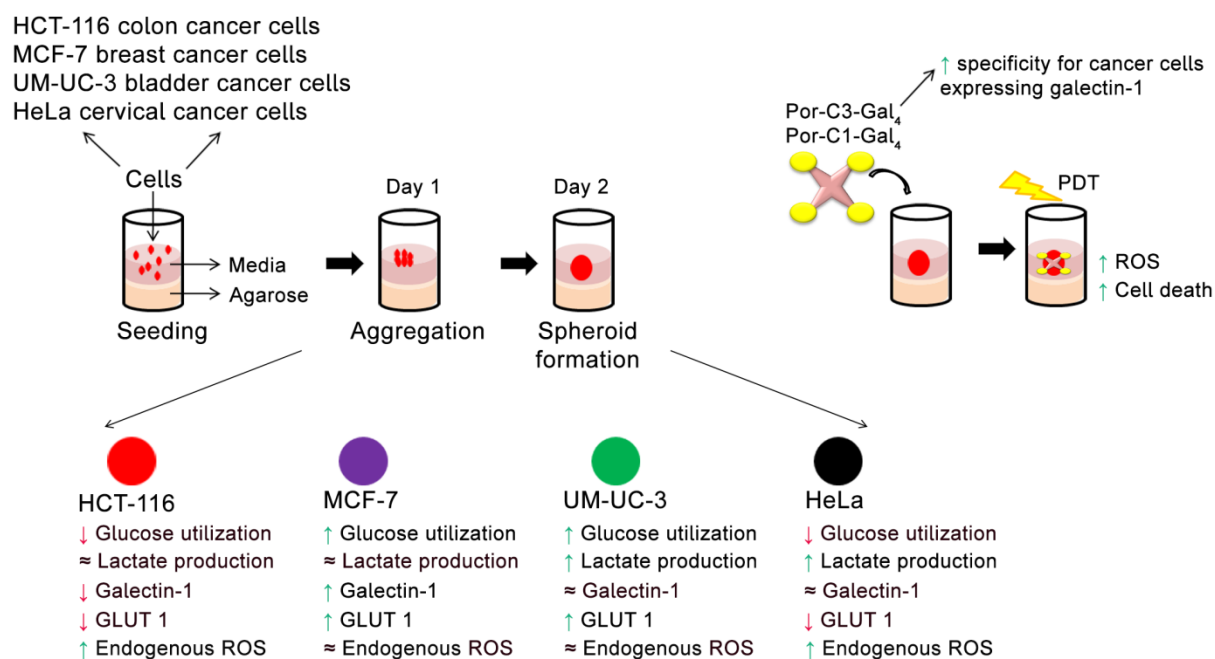 HCT-116 colon cancer cells
MCF-7 breast cancer cells
UM-UC-3 bladder cancer cells
HeLa cervical cancer cells
Cells
Media
Agarose
Seeding
Day 1
Aggregation
Day 2
Spheroid
formation
↑ specificity for cancer cells
expressing galectin-1
Por-C3-Gal₄
Por-C1-Gal₄
PDT
↑ ROS
↑ Cell death
HCT-116
↓ Glucose utilization
≈ Lactate production
↓ Galectin-1
↓ GLUT 1
↑ Endogenous ROS
MCF-7
↑ Glucose utilization
≈ Lactate production
↑ Galectin-1
↑ GLUT 1
≈ Endogenous ROS
UM-UC-3
↑ Glucose utilization
↑ Lactate production
≈ Galectin-1
↑ GLUT 1
≈ Endogenous ROS
HeLa
↓ Glucose utilization
↑ Lactate production
≈ Galectin-1
↓ GLUT 1
↑ Endogenous ROS